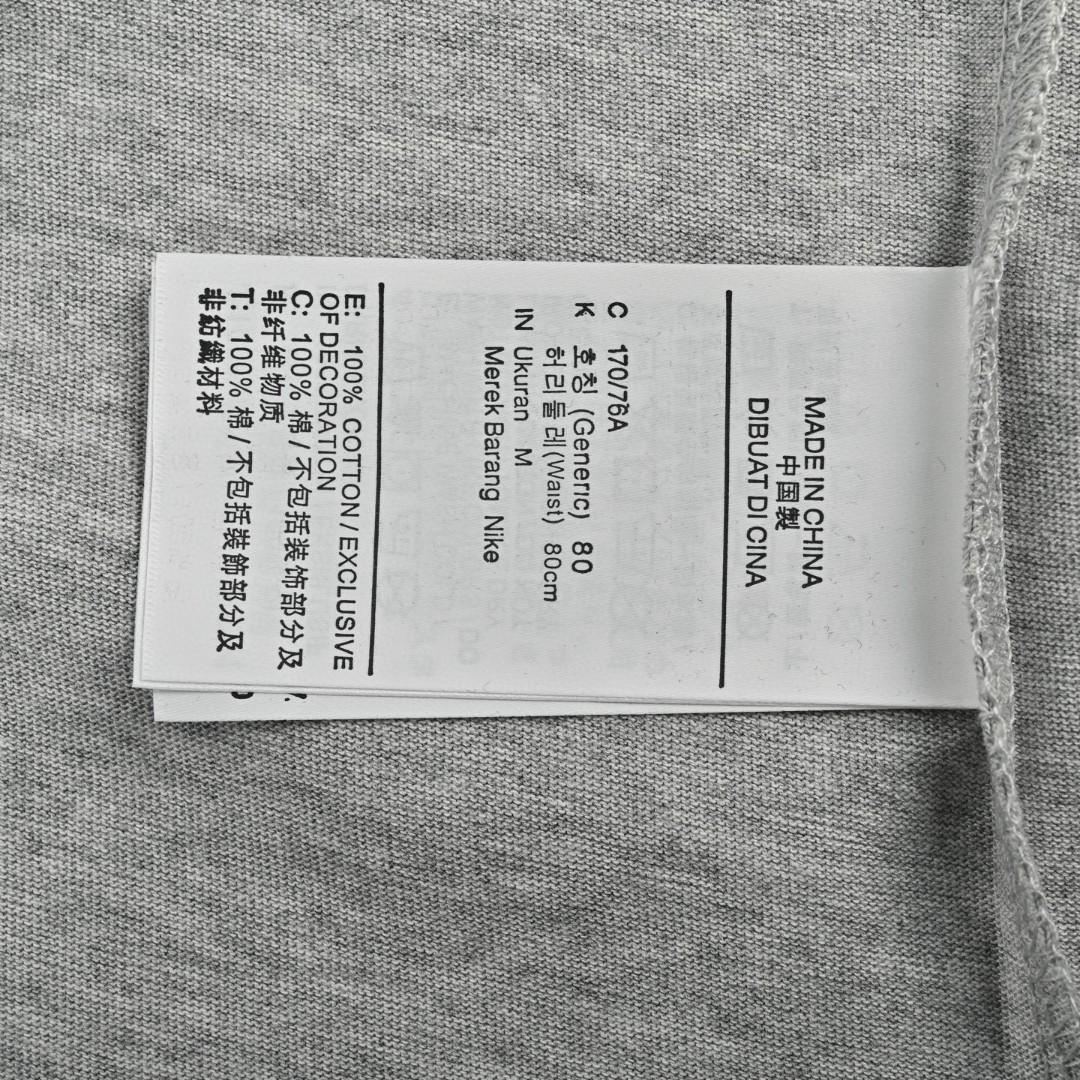 MADE IN CHINA
中国製
DIBUAT DI CINA
C 170/76A
K 호칭 (Generic) 80
허리둘레(Waist) 80cm
IN Ukuran M
Merek Barang Nike
E: 100% COTTON/EXCLUSIVE
OF DECORATION
C: 100% 棉/不包括装饰部分及
非纤维物质
T: 100% 棉/不包括裝飾部分及
非紡織材料